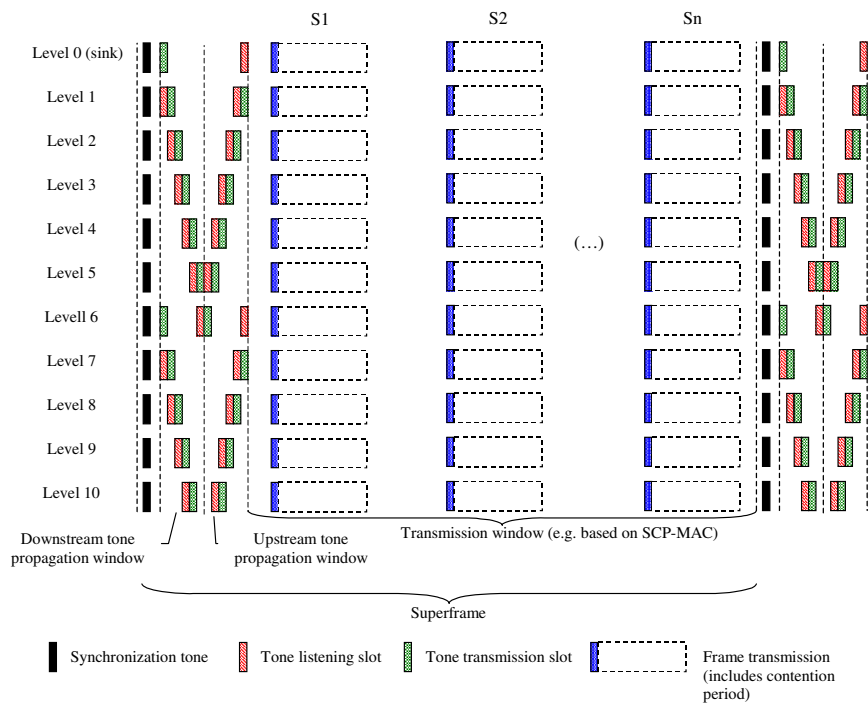 S1 S2 Sn
Level 0 (sink)
Level 1
Level 2
Level 3
Level 4
(…)
Level 5
Levell 6
Level 7
Level 8
Level 9
Level 10
Downstream tone
propagation window
Upstream tone
propagation window
Transmission window (e.g. based on SCP-MAC)
Superframe
Synchronization tone
Tone listening slot
Tone transmission slot
Frame transmission
(includes contention
period)